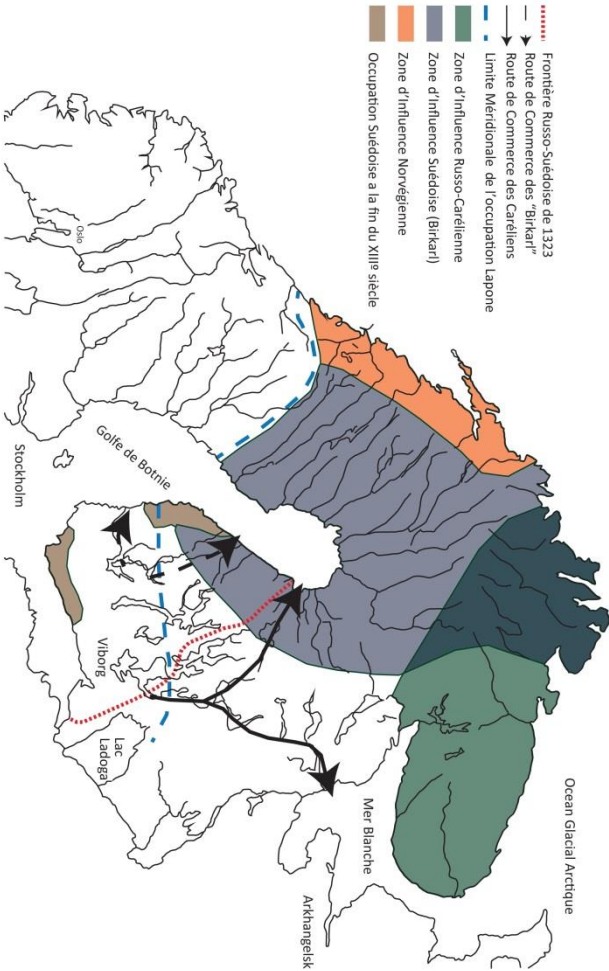 Frontière Russo-Suédoise de 1323
Route de Commerce des "Birkarl"
Route de Commerce des Caréliens
Limite Méridionale de l'occupation Lapone
Zone d'Influence Russo-Carélienne
Zone d'Influence Suédoise (Birkarl)
Zone d'Influence Norvégienne
Occupation Suédoise a la fin du XIIIº siècle
Ocean Glacial Arctique
Mer Blanche
Arkhangelsk
Golfe de Botnie
Oslo
Stockholm
Viborg
Lac
Ladoga